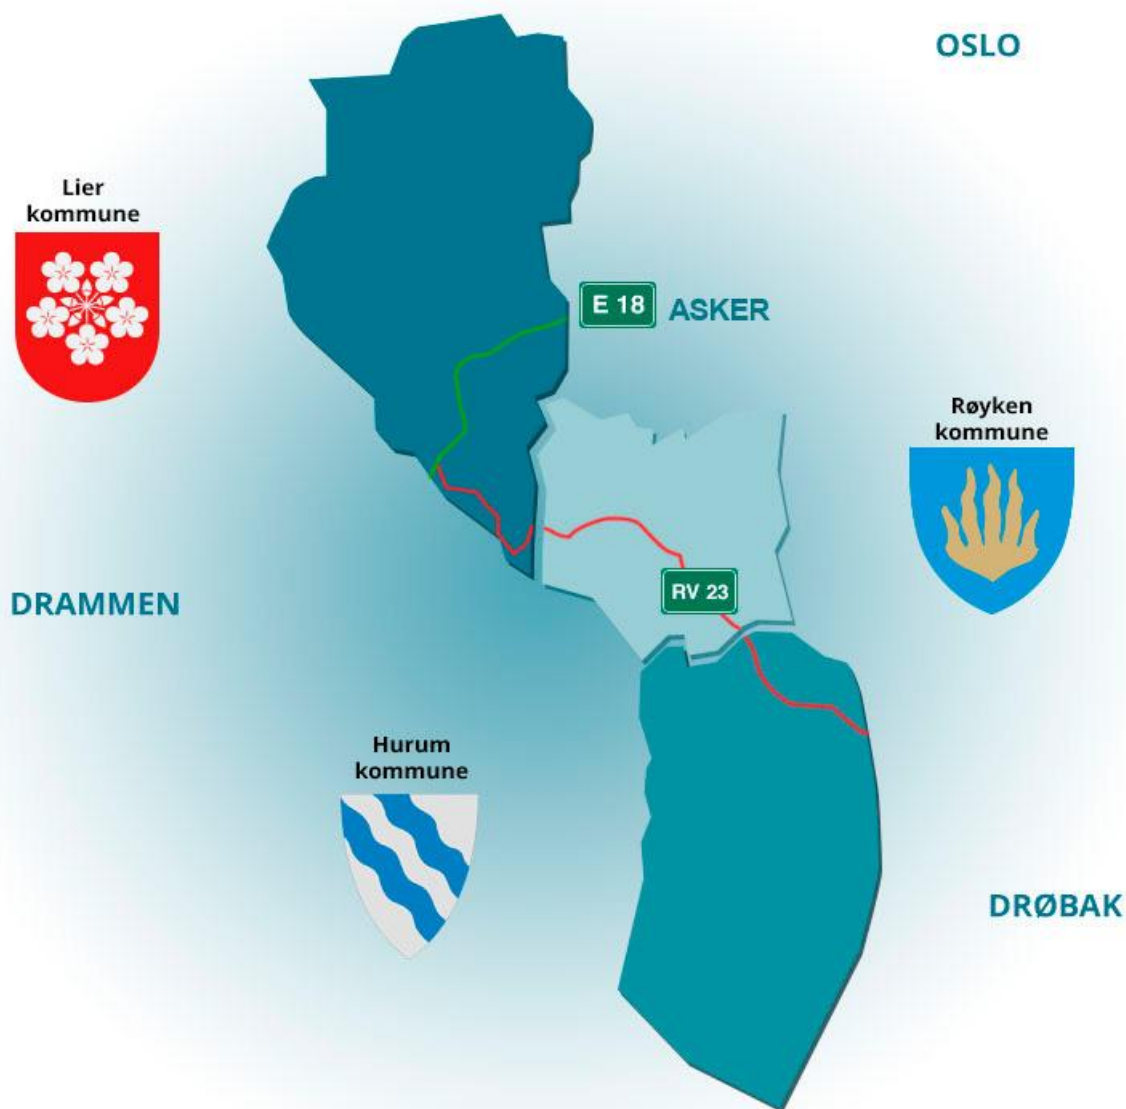 OSLO
Lier
kommune
E 18
ASKER
Røyken
kommune
RV 23
DRAMMEN
Hurum
kommune
DRØBAK